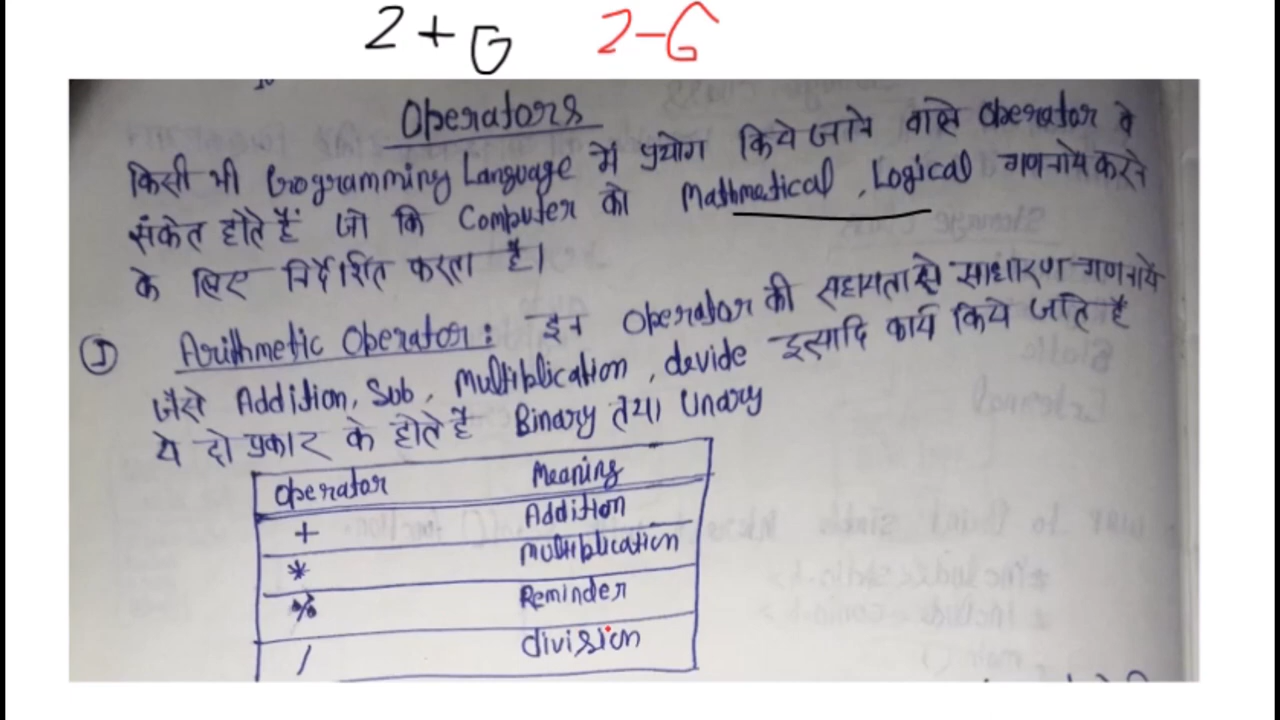 2+G 2-G
Operators
किसी भी Programming Language में प्रयोग किये जाने वाले operator वे
संकेत होते हैं जो कि Computer को Mathmetical, Logical गणनाये करने
के लिए निर्देशित करता है।
① Arithmetic Operator: इन Operator की सहायता से साधारण गणनायें
जैसे Addition, Sub, Multiplication, devide इत्यादि कार्य किये जाते है
ये दो प्रकार के होते है Binary तथा Unary
Operator Meaning
+ Addition
* Multiplication
% Reminder
/ division